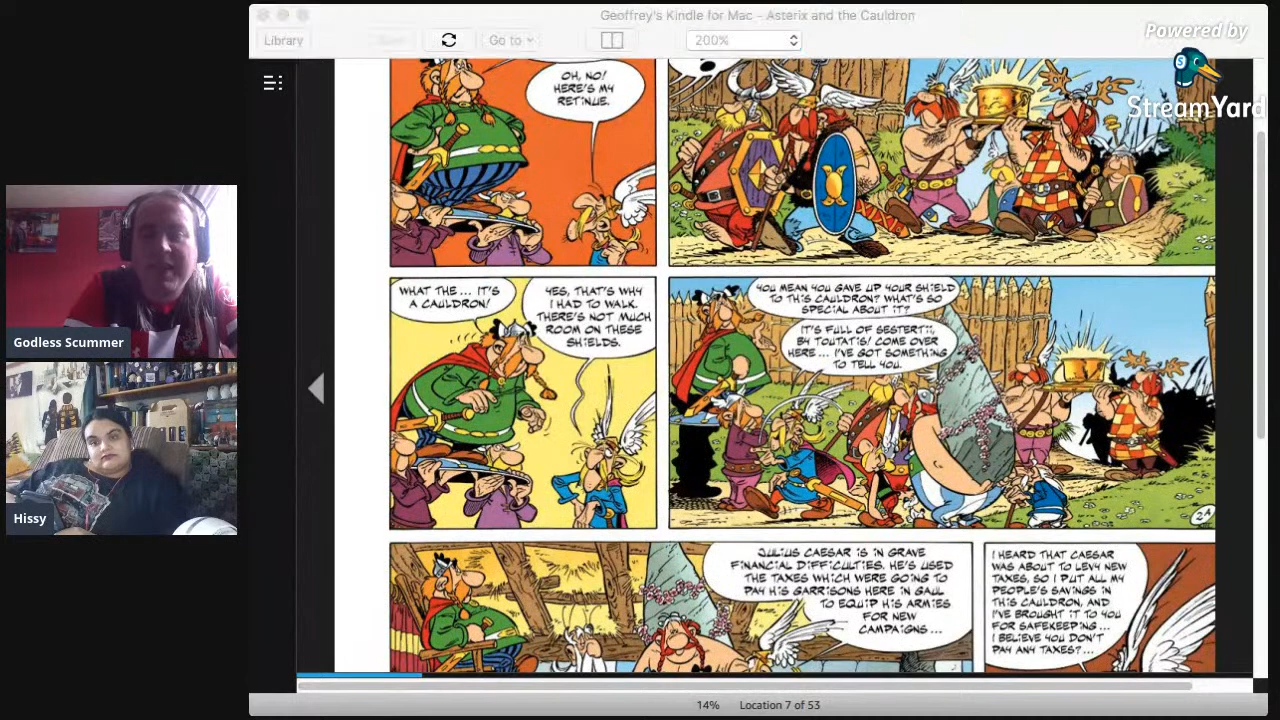 Geoffrey's Kindle for Mac - Asterix and the Cauldron
Powered by
StreamYard
Library
Go to
200%
OH, NO!
HERE'S MY
RETINUE.
WHAT THE... IT'S
A CAULDRON!
YES, THAT'S WHY
I HAD TO WALK.
THERE'S NOT MUCH
ROOM ON THESE
SHIELDS.
YOU MEAN YOU GAVE UP YOUR SHIELD
TO THIS CAULDRON? WHAT'S SO
SPECIAL ABOUT IT?
IT'S FULL OF SESTERTII,
BY TOUTATIS! COME OVER
HERE... I'VE GOT SOMETHING
TO TELL YOU.
2A
JULIUS CAESAR IS IN GRAVE
FINANCIAL DIFFICULTIES. HE'S USED
THE TAXES WHICH WERE GOING TO
PAY HIS GARRISONS HERE IN GAUL
TO EQUIP HIS ARMIES
FOR NEW
CAMPAIGNS...
I HEARD THAT CAESAR
WAS ABOUT TO LEVY NEW
TAXES, SO I PUT ALL MY
PEOPLE'S SAVINGS IN
THIS CAULDRON, AND
I'VE BROUGHT IT TO YOU
FOR SAFEKEEPING...
I BELIEVE YOU DON'T
PAY ANY TAXES?...
Godless Scummer
Hissy
14%
Location 7 of 53